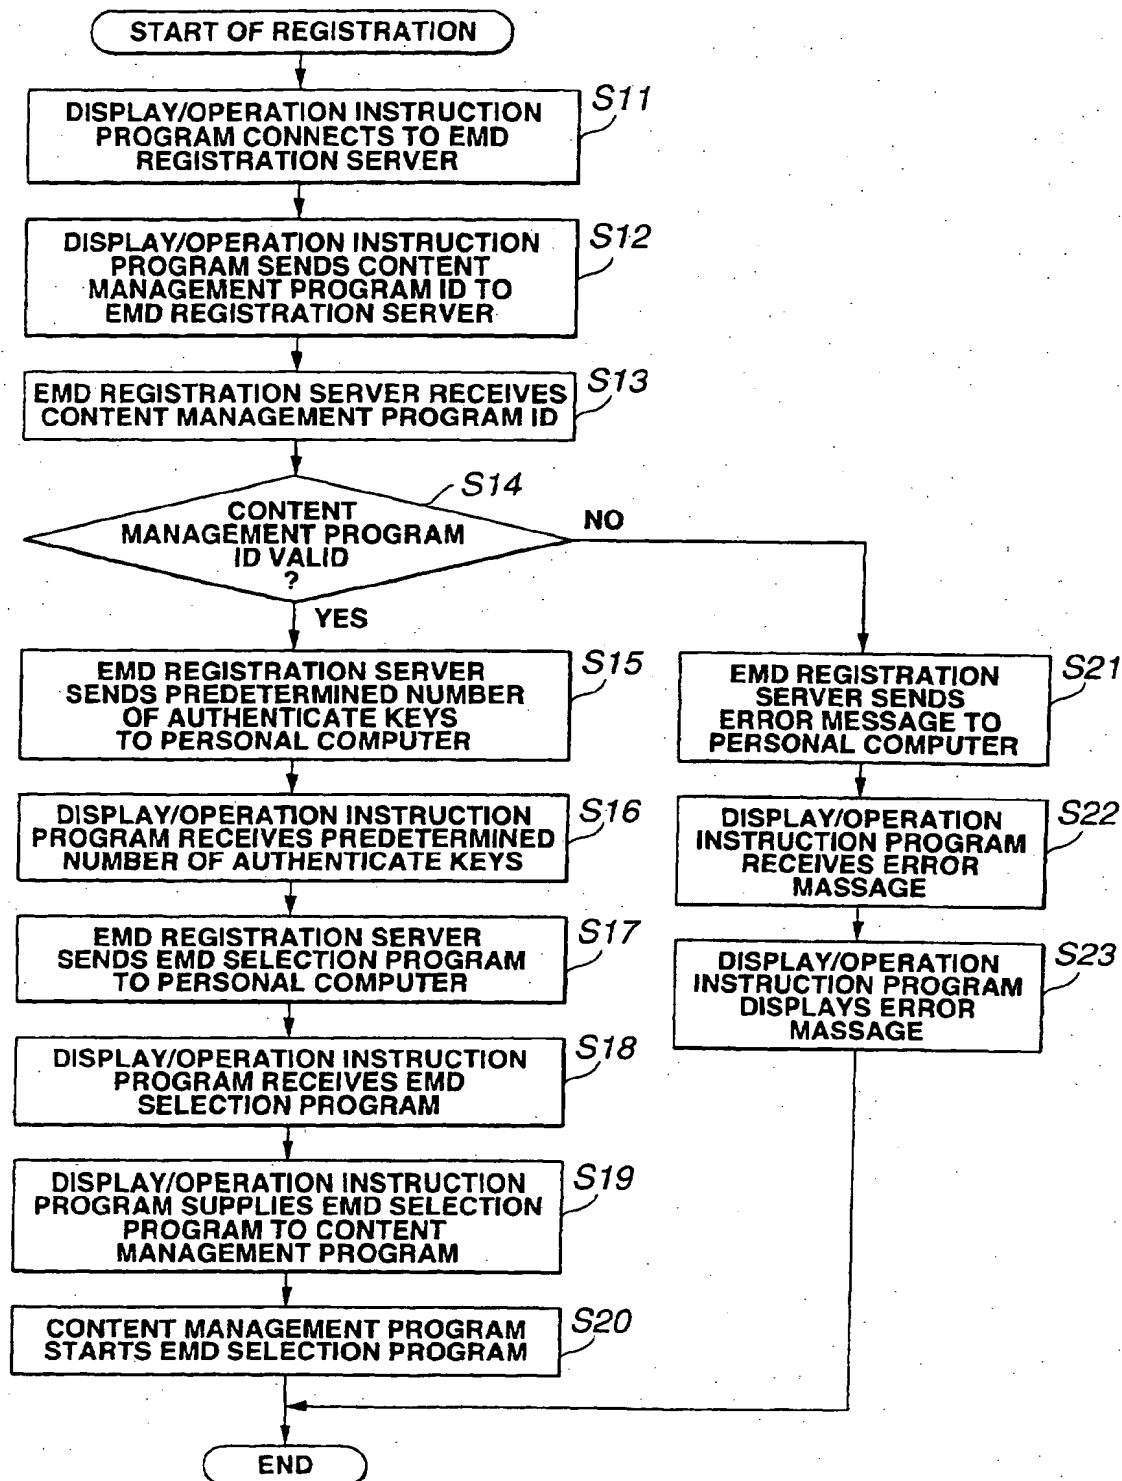 START OF REGISTRATION
S11
DISPLAY/OPERATION INSTRUCTION
PROGRAM CONNECTS TO EMD
REGISTRATION SERVER
S12
DISPLAY/OPERATION INSTRUCTION
PROGRAM SENDS CONTENT
MANAGEMENT PROGRAM ID TO
EMD REGISTRATION SERVER
S13
EMD REGISTRATION SERVER RECEIVES
CONTENT MANAGEMENT PROGRAM ID
S14
CONTENT
MANAGEMENT PROGRAM
ID VALID
?
NO
YES
S15
EMD REGISTRATION SERVER
SENDS PREDETERMINED NUMBER
OF AUTHENTICATE KEYS
TO PERSONAL COMPUTER
S16
DISPLAY/OPERATION INSTRUCTION
PROGRAM RECEIVES PREDETERMINED
NUMBER OF AUTHENTICATE KEYS
S17
EMD REGISTRATION SERVER
SENDS EMD SELECTION PROGRAM
TO PERSONAL COMPUTER
S18
DISPLAY/OPERATION INSTRUCTION
PROGRAM RECEIVES EMD
SELECTION PROGRAM
S19
DISPLAY/OPERATION INSTRUCTION
PROGRAM SUPPLIES EMD SELECTION
PROGRAM TO CONTENT
MANAGEMENT PROGRAM
S20
CONTENT MANAGEMENT PROGRAM
STARTS EMD SELECTION PROGRAM
S21
EMD REGISTRATION
SERVER SENDS
ERROR MESSAGE TO
PERSONAL COMPUTER
S22
DISPLAY/OPERATION
INSTRUCTION PROGRAM
RECEIVES ERROR
MASSAGE
S23
DISPLAY/OPERATION
INSTRUCTION PROGRAM
DISPLAYS ERROR
MASSAGE
END